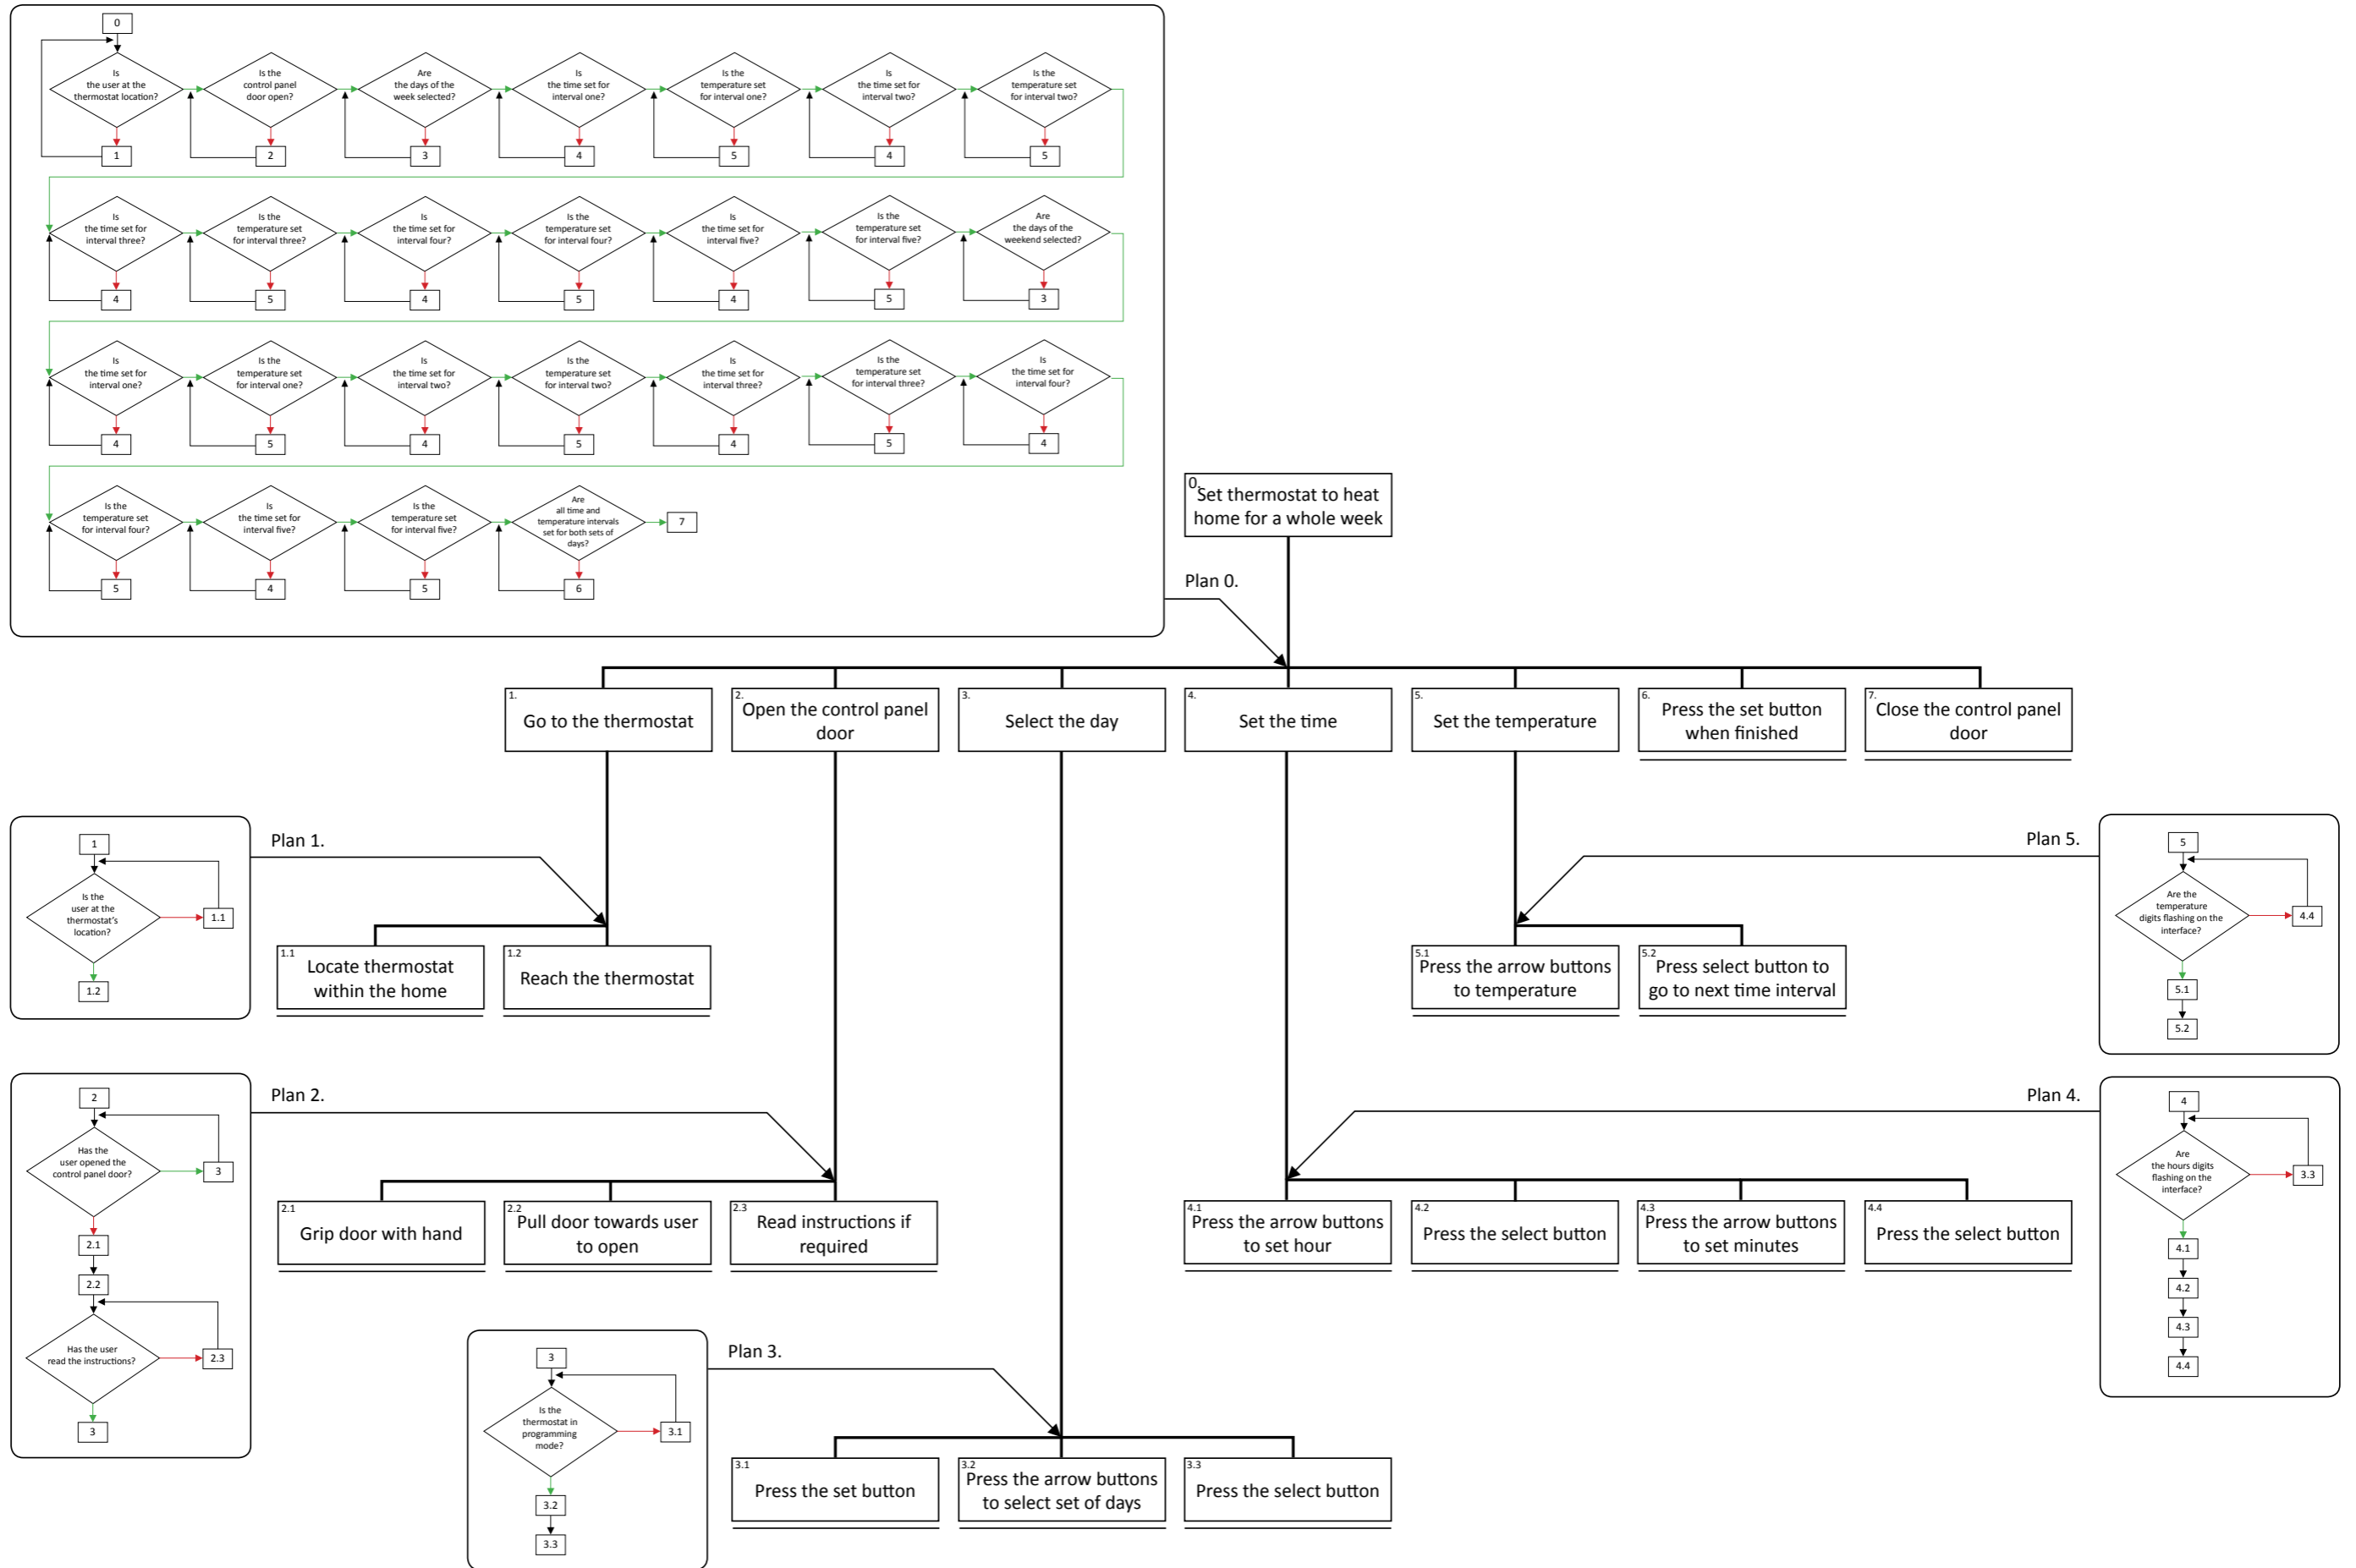 0
Is
the user at the
thermostat location?
Is the
control panel
door open?
Are
the days of the
week selected?
Is
the time set for
interval one?
Is the
temperature set
for interval one?
Is
the time set for
interval two?
Is the
temperature set
for interval two?
1
2
3
4
5
4
5
Is
the time set for
interval three?
Is the
temperature set
for interval three?
Is
the time set for
interval four?
Is the
temperature set
for interval four?
Is
the time set for
interval five?
Is the
temperature set
for interval five?
Are
the days of the
weekend selected?
4
5
4
5
4
5
3
Is
the time set for
interval one?
Is the
temperature set
for interval one?
Is
the time set for
interval two?
Is the
temperature set
for interval two?
Is
the time set for
interval three?
Is the
temperature set
for interval three?
Is
the time set for
interval four?
4
5
4
5
4
5
4
Is the
temperature set
for interval four?
Is
the time set for
interval five?
Is the
temperature set
for interval five?
Are
all time and
temperature intervals
set for both sets of
days?
7
5
4
5
6
0.
Set thermostat to heat
home for a whole week
Plan 0.
1.
Go to the thermostat
2.
Open the control panel
door
3.
Select the day
4.
Set the time
5.
Set the temperature
6.
Press the set button
when finished
7.
Close the control panel
door
Plan 1.
1
Is the
user at the
thermostat's
location?
1.1
1.2
1.1
Locate thermostat
within the home
1.2
Reach the thermostat
Plan 5.
5
Are the
temperature
digits flashing on the
interface?
4.4
5.1
5.2
5.1
Press the arrow buttons
to temperature
5.2
Press select button to
go to next time interval
Plan 2.
2
Has the
user opened the
control panel door?
3
2.1
2.2
Has the user
read the instructions?
2.3
3
2.1
Grip door with hand
2.2
Pull door towards user
to open
2.3
Read instructions if
required
Plan 4.
4
Are
the hours digits
flashing on the
interface?
3.3
4.1
4.2
4.3
4.4
4.1
Press the arrow buttons
to set hour
4.2
Press the select button
4.3
Press the arrow buttons
to set minutes
4.4
Press the select button
Plan 3.
3
Is the
thermostat in
programming
mode?
3.1
3.2
3.3
3.1
Press the set button
3.2
Press the arrow buttons
to select set of days
3.3
Press the select button